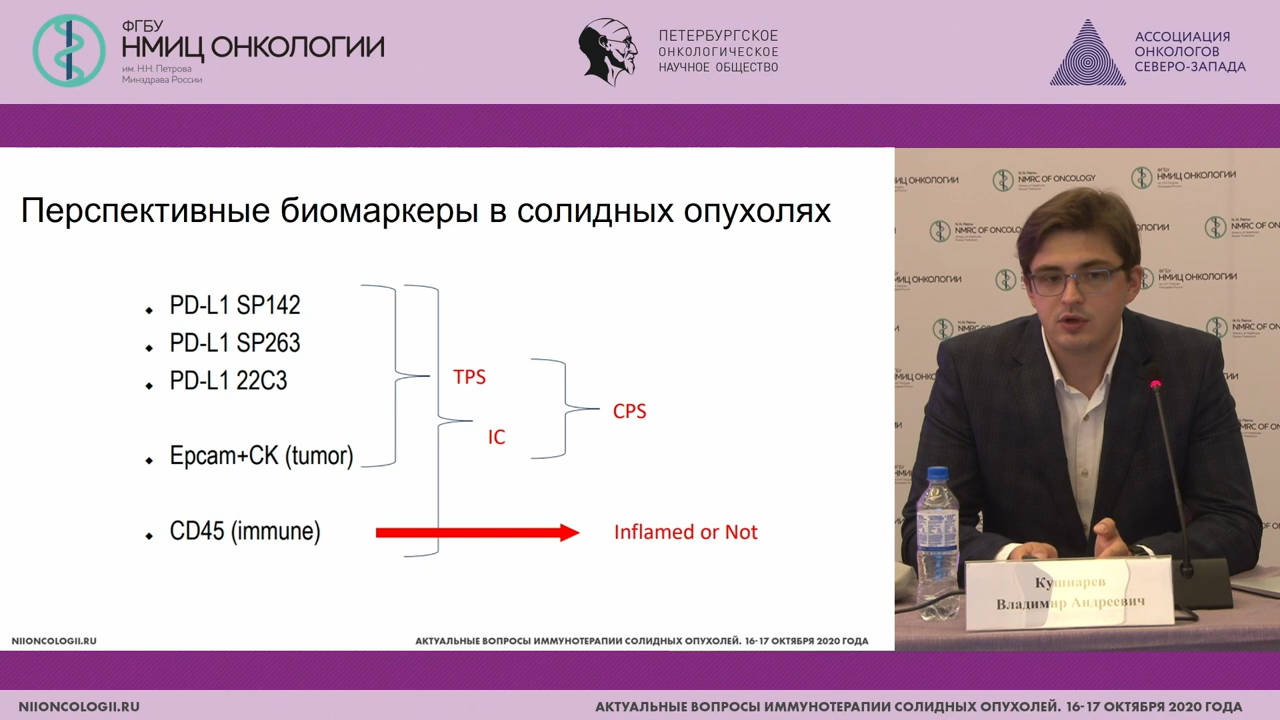 ФГБУ
НМИЦ ОНКОЛОГИИ
им. Н.Н. Петрова
Минздрава России
ПЕТЕРБУРГСКОЕ
ОНКОЛОГИЧЕСКОЕ
НАУЧНОЕ ОБЩЕСТВО
АССОЦИАЦИЯ
ОНКОЛОГОВ
СЕВЕРО-ЗАПАДА
Перспективные биомаркеры в солидных опухолях
PD-L1 SP142
PD-L1 SP263
PD-L1 22C3
Epcam+CK (tumor)
CD45 (immune)
TPS
IC
CPS
Inflamed or Not
NIIONCOLOGII.RU
АКТУАЛЬНЫЕ ВОПРОСЫ ИММУНОТЕРАПИИ СОЛИДНЫХ ОПУХОЛЕЙ. 16-17 ОКТЯБРЯ 2020 ГОДА
NMRC OF ONCOLOGY
ФГБУ
НМИЦ ОНКОЛОГИИ
Кушнарев
Владимир Андреевич
NIIONCOLOGII.RU
АКТУАЛЬНЫЕ ВОПРОСЫ ИММУНОТЕРАПИИ СОЛИДНЫХ ОПУХОЛЕЙ. 16-17 ОКТЯБРЯ 2020 ГОДА